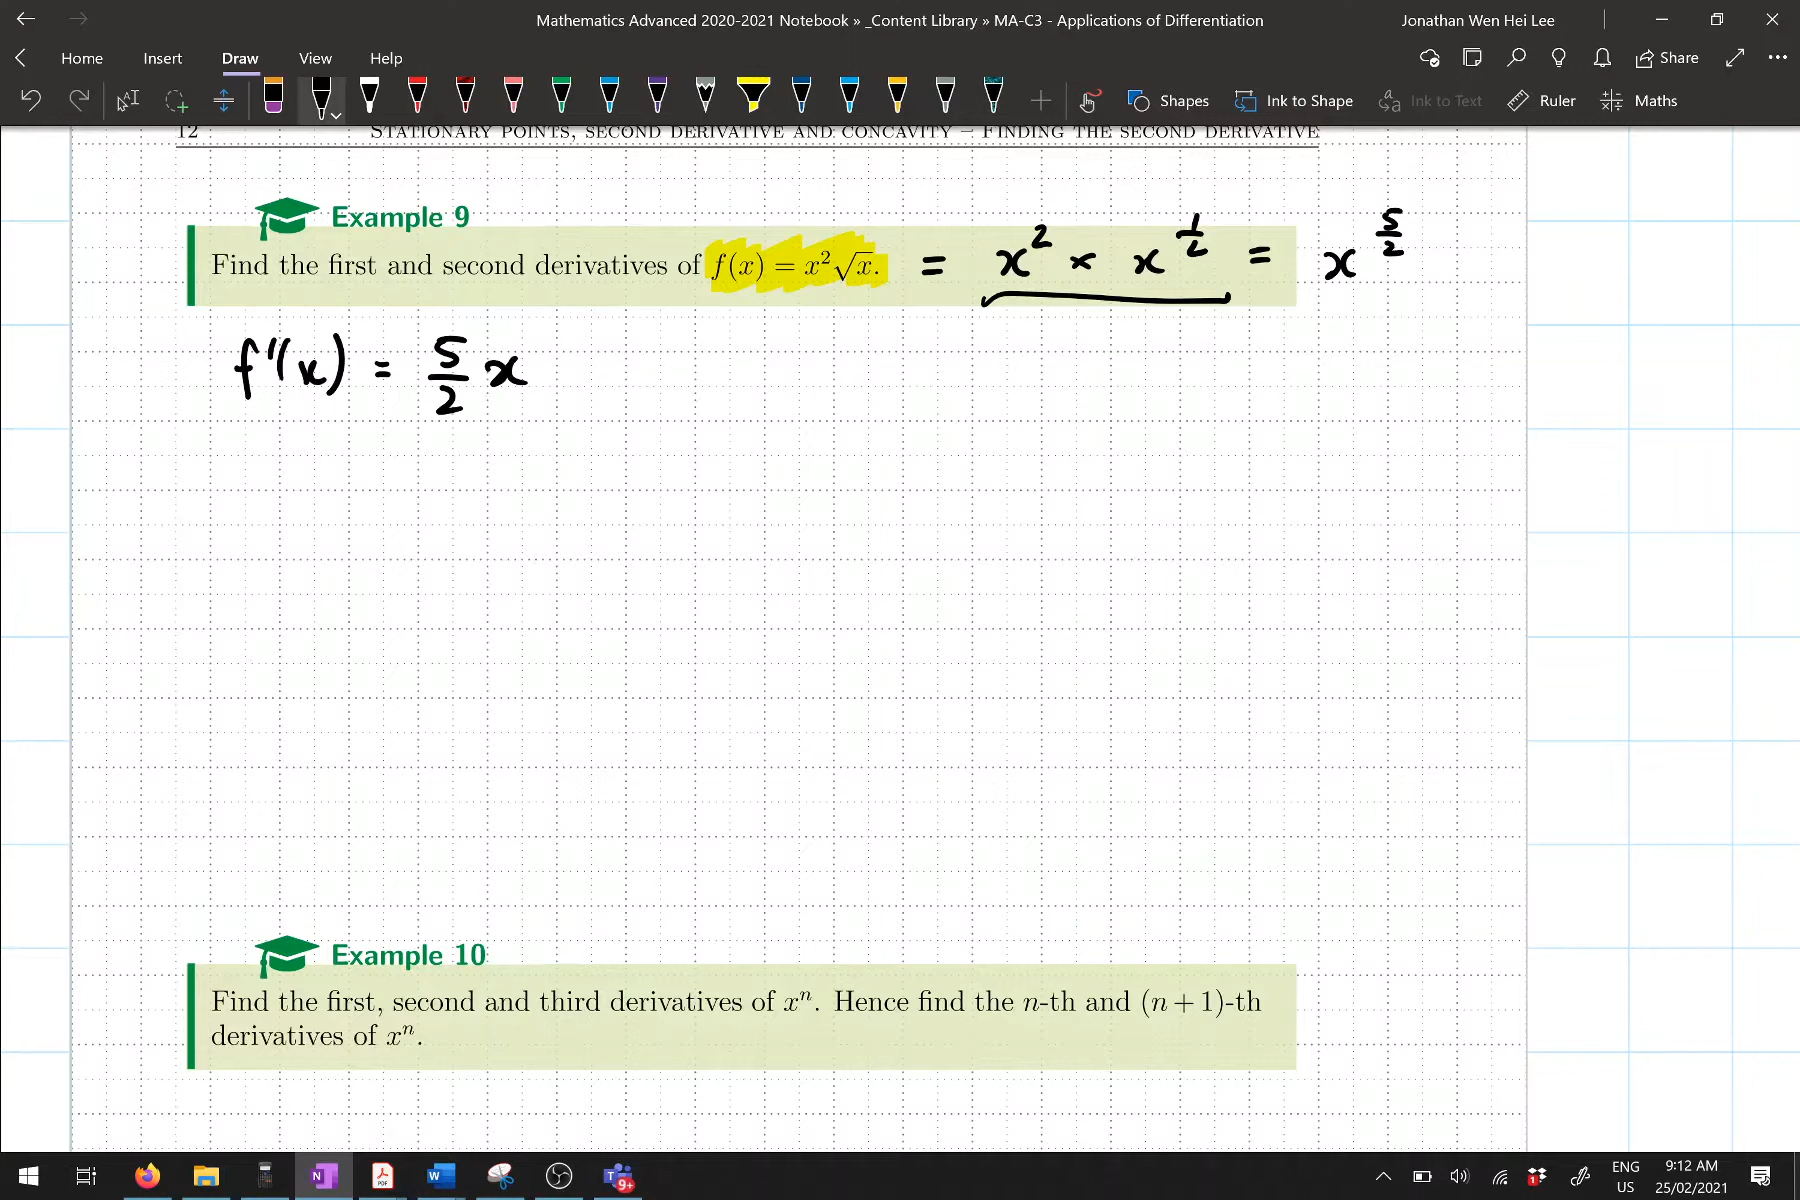 Mathematics Advanced 2020-2021 Notebook » _Content Library » MA-C3 - Applications of Differentiation
Jonathan Wen Hei Lee
Home Insert Draw View Help
Share
Shapes Ink to Shape Ink to Text Ruler Maths
12 STATIONARY POINTS, SECOND DERIVATIVE AND CONCAVITY – FINDING THE SECOND DERIVATIVE
Example 9
Find the first and second derivatives of f(x) = x²√x. = x² × x^(1/2) = x^(5/2)
f''(x) = 5/2 x
Example 10
Find the first, second and third derivatives of xⁿ. Hence find the n-th and (n + 1)-th
derivatives of xⁿ.
ENG
US
9:12 AM
25/02/2021